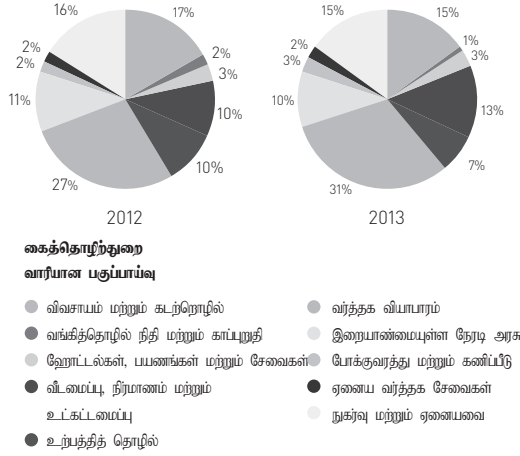 16%
17%
2%
2%
2%
3%
11%
10%
10%
27%
2012
15%
15%
1%
2%
3%
3%
10%
13%
7%
31%
2013
கைத்தொழிற்துறை
வாரியான பகுப்பாய்வு
விவசாயம் மற்றும் கடற்றொழில்
வங்கித்தொழில் நிதி மற்றும் காப்புறுதி
ஹோட்டல்கள், பயணங்கள் மற்றும் சேவைகள்
வீடமைப்பு, நிர்மாணம் மற்றும்
உட்கட்டமைப்பு
உற்பத்தித் தொழில்
வர்த்தக வியாபாரம்
இறையாண்மையுள்ள நேரடி அரசு
போக்குவரத்து மற்றும் கணிப்பீடு
ஏனைய வர்த்தக சேவைகள்
நுகர்வு மற்றும் ஏனையவை